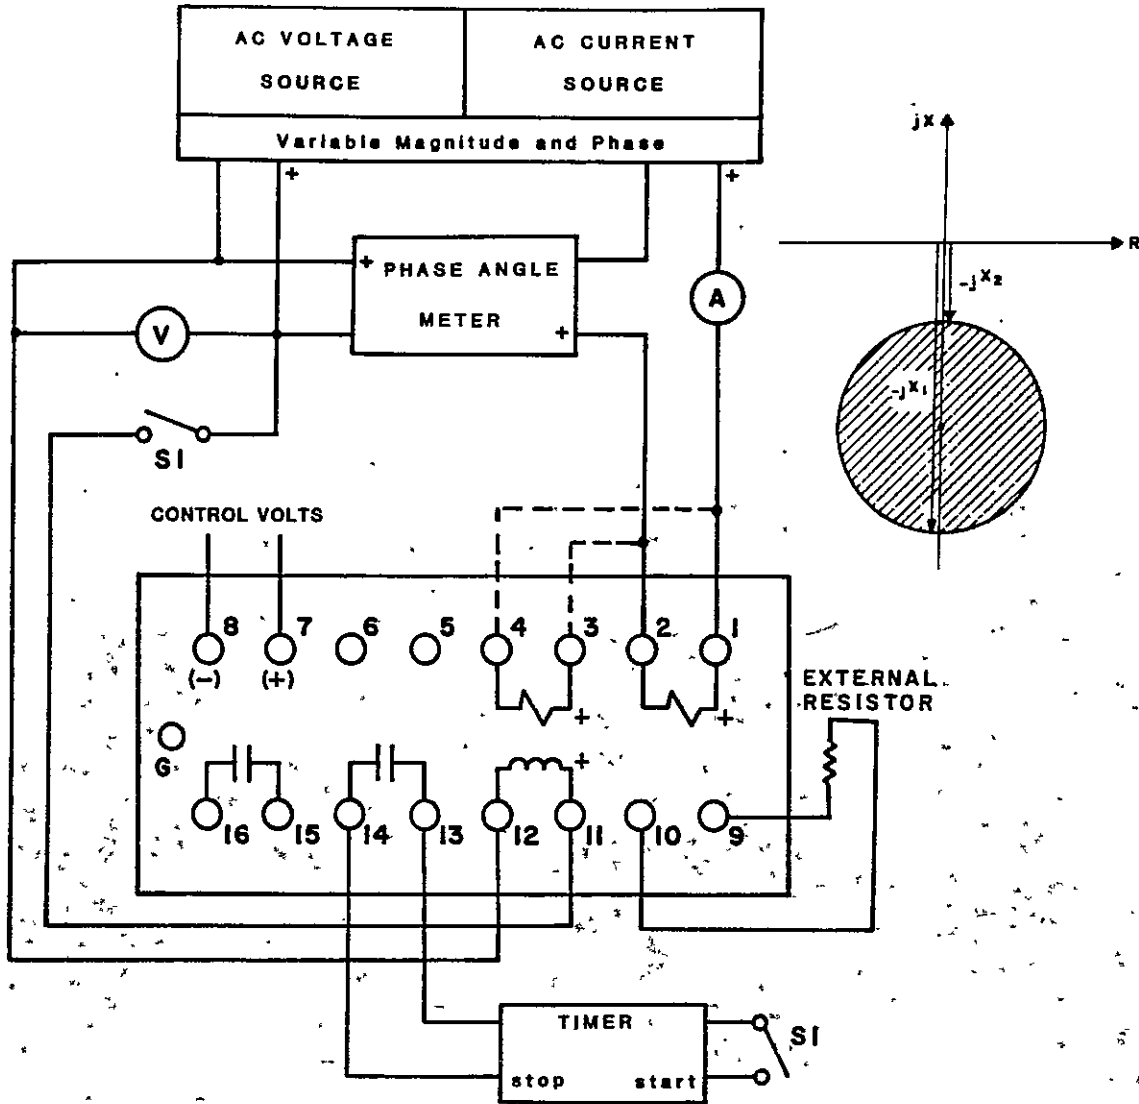 AC VOLTAGE
SOURCE
AC CURRENT
SOURCE
Variable Magnitude and Phase
+
+
jX
R
-jX2
-jX1
+
PHASE ANGLE
METER
+
A
V
S1
CONTROL VOLTS
8
7
6
5
4
3
2
1
(-)
(+)
+
+
EXTERNAL
RESISTOR
G
+
16
15
14
13
12
11
10
9
TIMER
stop
start
S1